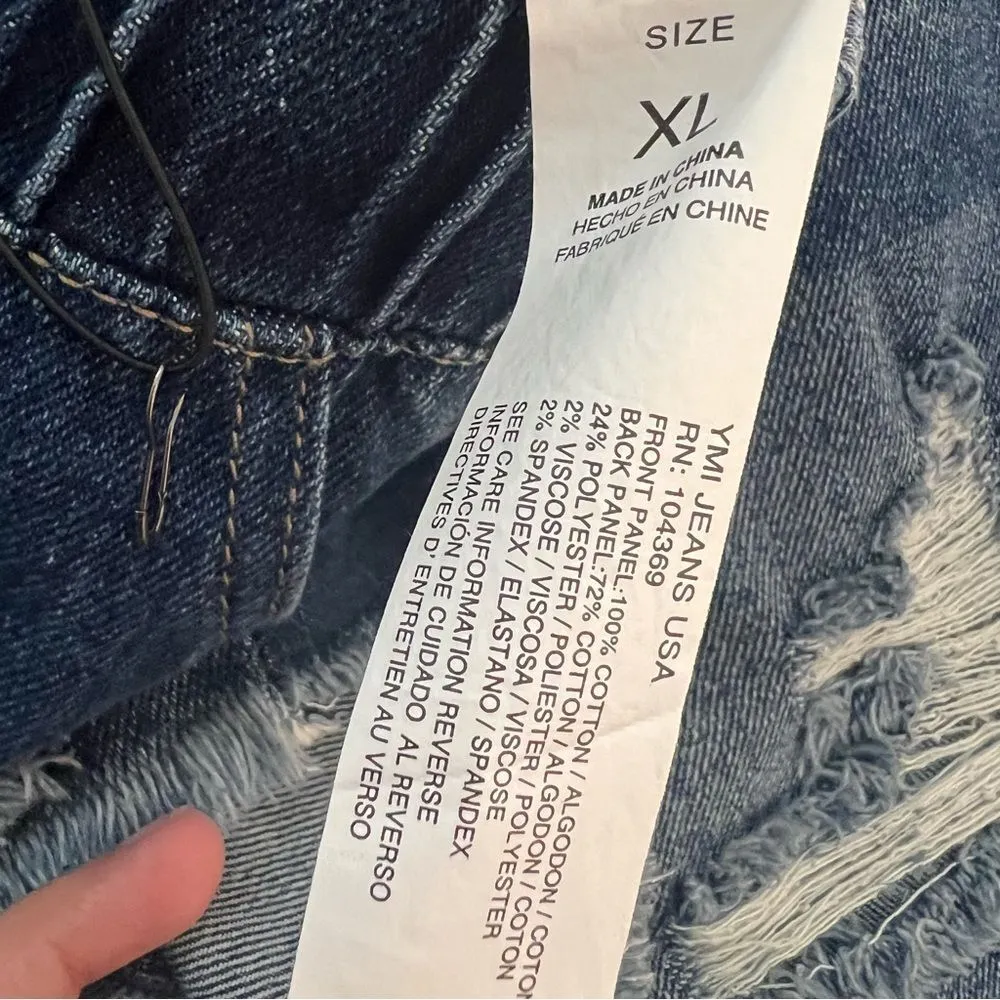 SIZE
XL
MADE IN CHINA
HECHO EN CHINA
FABRIQUÉ EN CHINE
YMI JEANS USA
RN: 104369
FRONT PANEL:100% COTTON / ALGODON / COTON
BACK PANEL:72% COTTON / ALGODON / COTON
24% POLYESTER / POLIESTER / POLYESTER
2% VISCOSE / VISCOSA / VISCOSE
2% SPANDEX / ELASTANO / SPANDEX
SEE CARE INFORMATION REVERSE
INFORMACIÓN DE CUIDADO AL REVERSO
DIRECTIVES D' ENTRETIEN AU VERSO